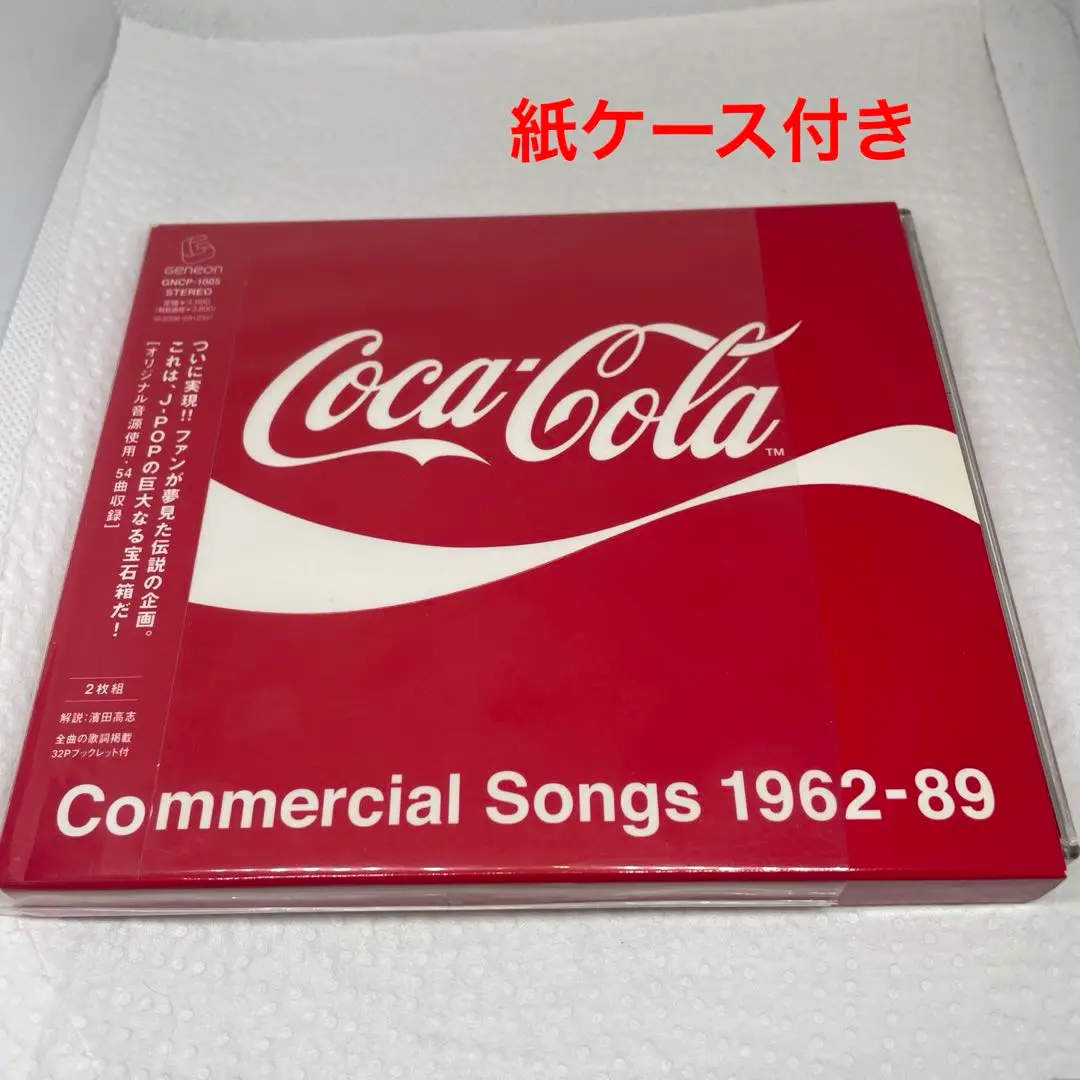 紙ケース付き
Geneon
GNCP-1005
STEREO
ついに実現!! ファンが夢見た伝説の企画。
これは、J-POPの巨大なる宝石箱だ!
[オリジナル音源使用・54曲収録]
Coca-Cola
TM
2枚組
解説:濱田高志
全曲の歌詞掲載
32Pブックレット付
Commercial Songs 1962-89